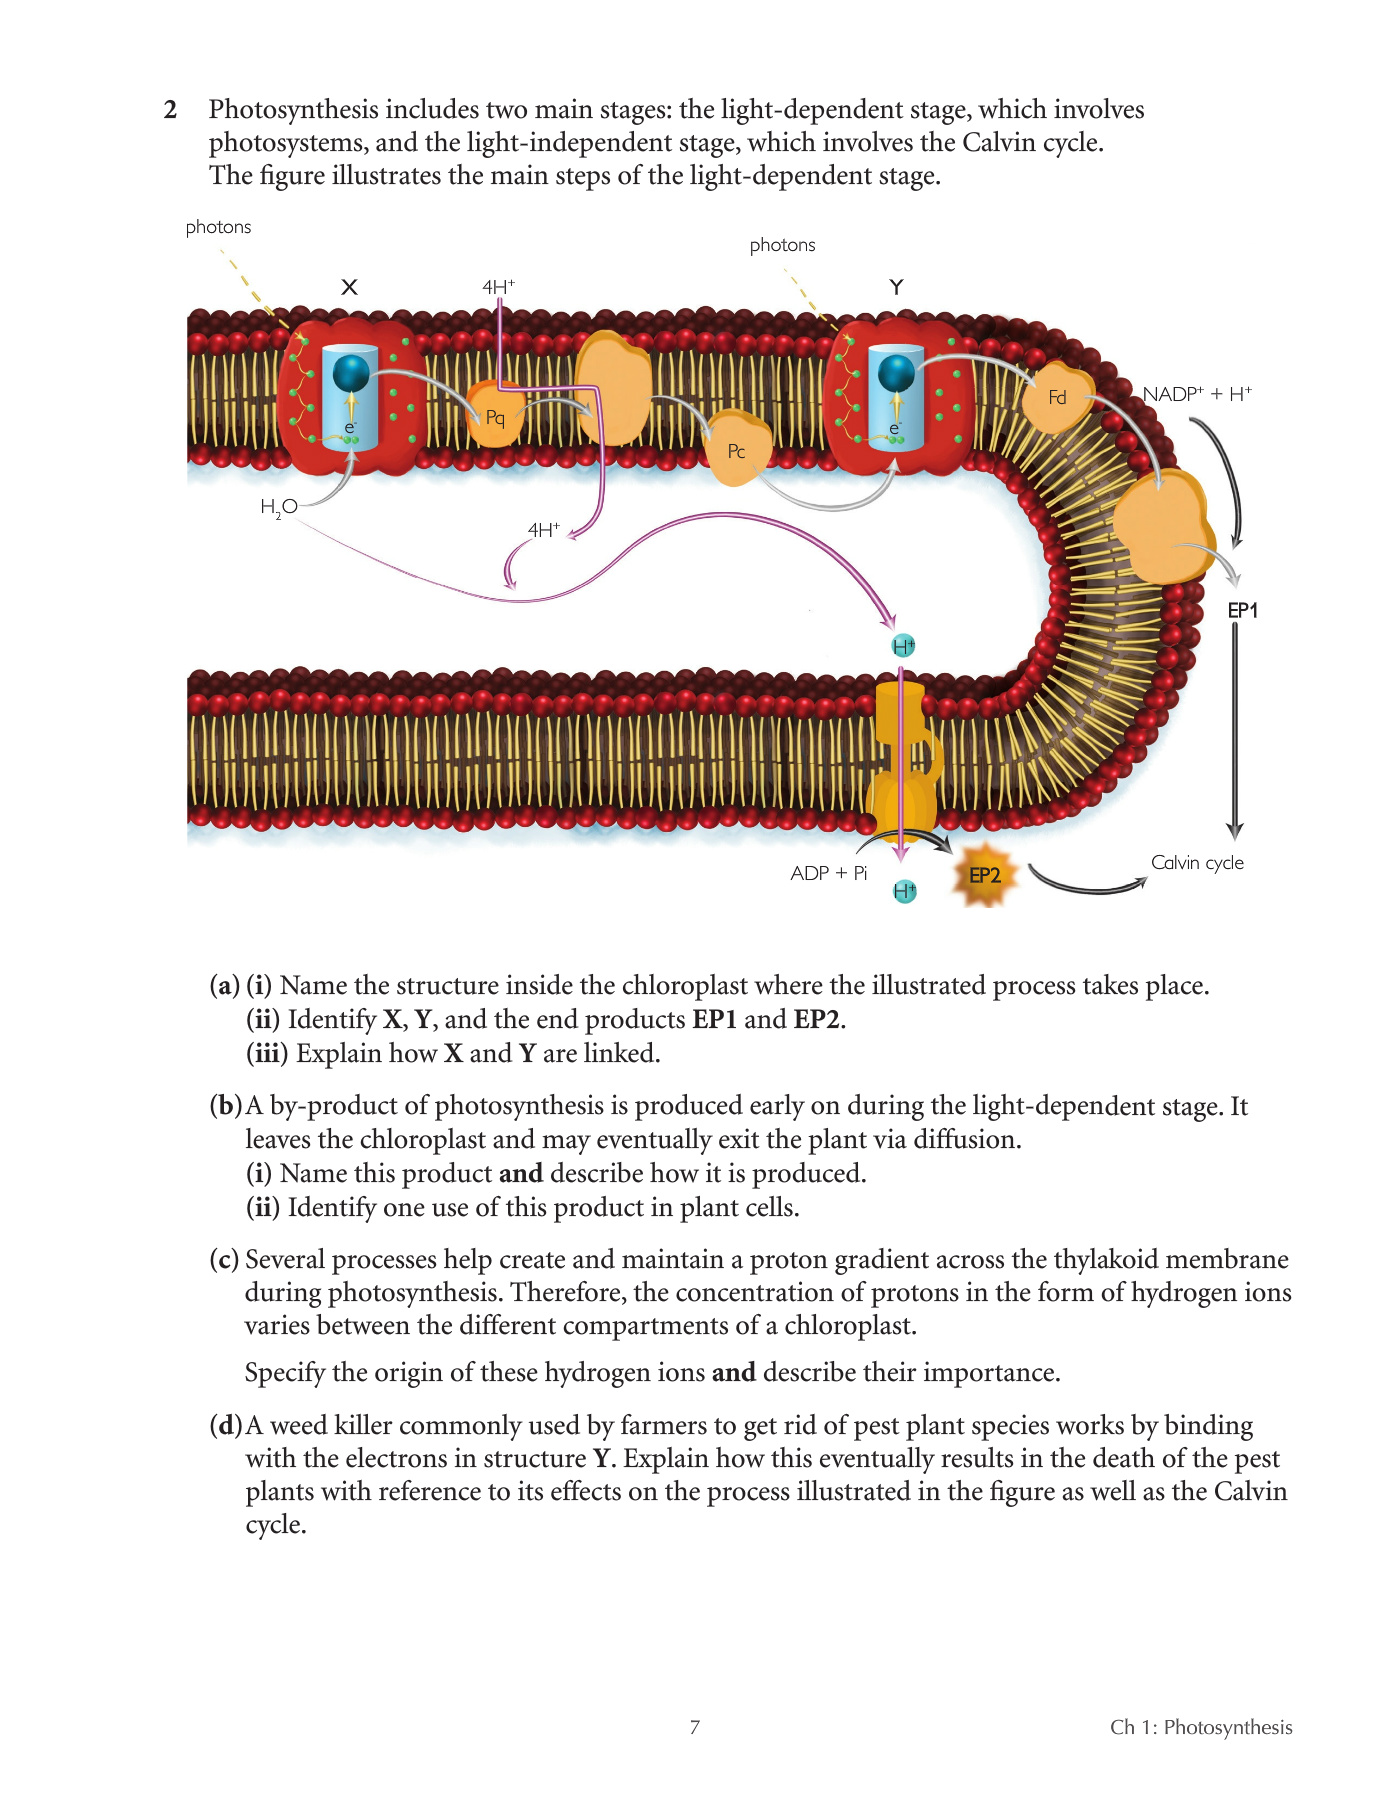 2 Photosynthesis includes two main stages: the light-dependent stage, which involves
photosystems, and the light-independent stage, which involves the Calvin cycle.
The figure illustrates the main steps of the light-dependent stage.
photons
photons
X
4H⁺
Y
Pq
Pc
Fd
NADP⁺ + H⁺
e⁻
e⁻
H₂O
4H⁺
EP1
H⁺
ADP + Pi
H⁺
EP2
Calvin cycle
(a) (i) Name the structure inside the chloroplast where the illustrated process takes place.
(ii) Identify X, Y, and the end products EP1 and EP2.
(iii) Explain how X and Y are linked.
(b) A by-product of photosynthesis is produced early on during the light-dependent stage. It
leaves the chloroplast and may eventually exit the plant via diffusion.
(i) Name this product and describe how it is produced.
(ii) Identify one use of this product in plant cells.
(c) Several processes help create and maintain a proton gradient across the thylakoid membrane
during photosynthesis. Therefore, the concentration of protons in the form of hydrogen ions
varies between the different compartments of a chloroplast.
Specify the origin of these hydrogen ions and describe their importance.
(d) A weed killer commonly used by farmers to get rid of pest plant species works by binding
with the electrons in structure Y. Explain how this eventually results in the death of the pest
plants with reference to its effects on the process illustrated in the figure as well as the Calvin
cycle.
7
Ch 1: Photosynthesis